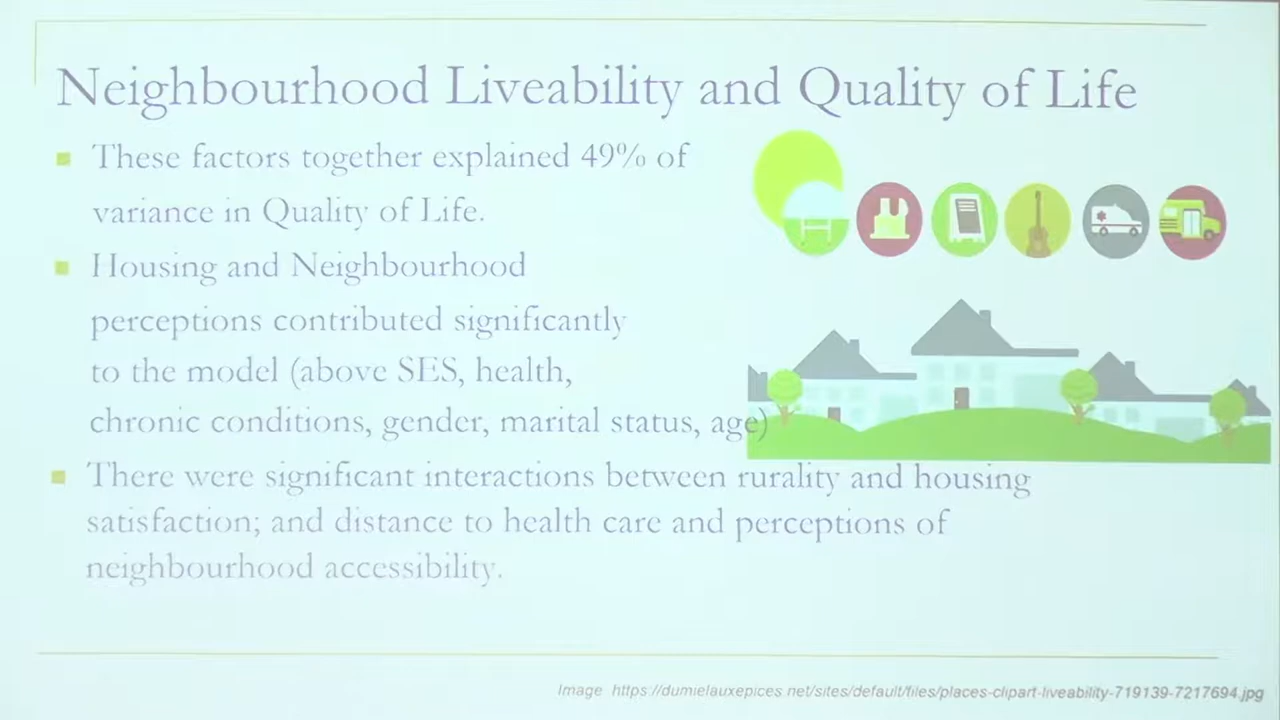 Neighbourhood Liveability and Quality of Life
These factors together explained 49% of
variance in Quality of Life.
Housing and Neighbourhood
perceptions contributed significantly
to the model (above SES, health,
chronic conditions, gender, marital status, age)
There were significant interactions between rurality and housing
satisfaction; and distance to health care and perceptions of
neighbourhood accessibility.
Image https://dumielauxepices.net/sites/default/files/places-clipart-liveability-719139-7217694.jpg